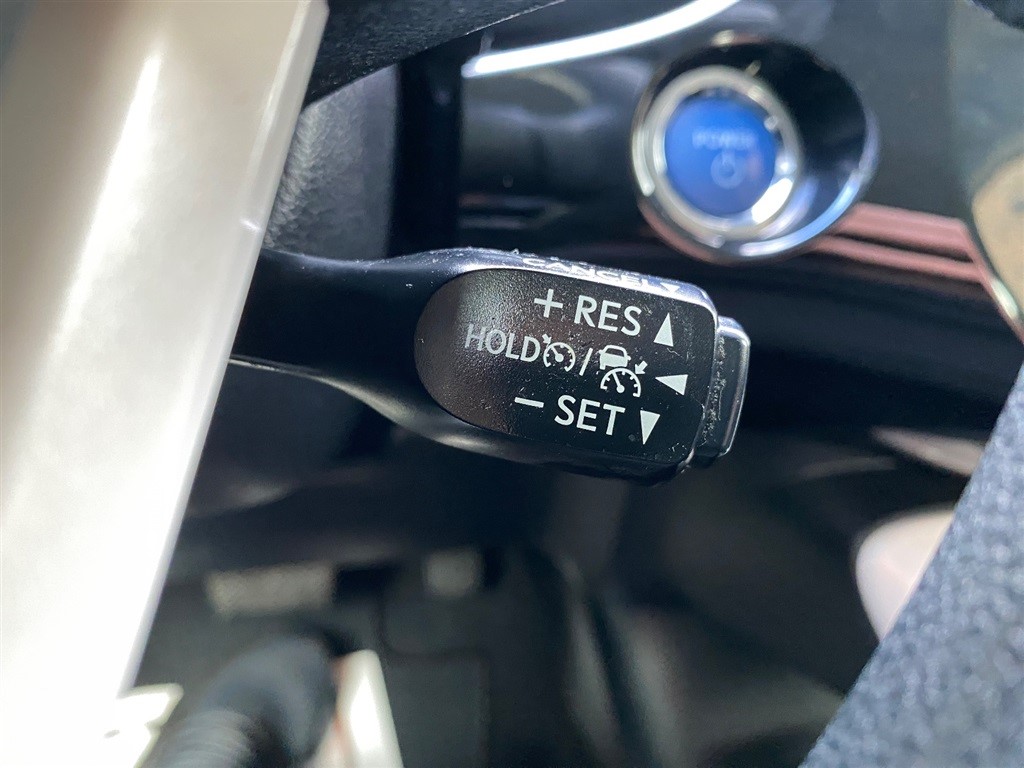 POWER
CANCEL
+ RES
HOLD /
− SET